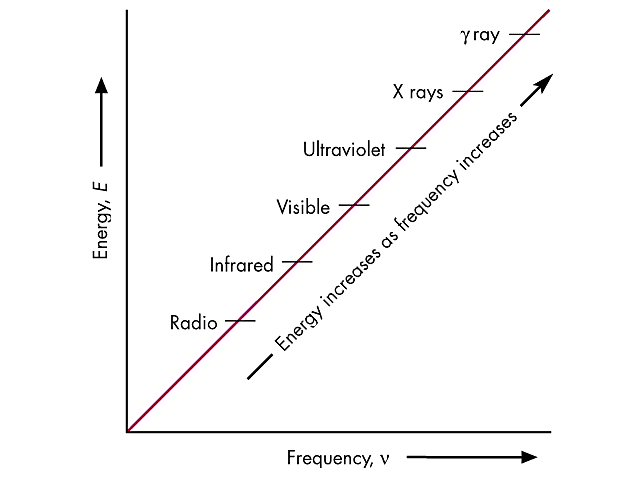 γ ray
X rays
Ultraviolet
Visible
Infrared
Radio
Energy increases as frequency increases
Energy, E
Frequency, ν